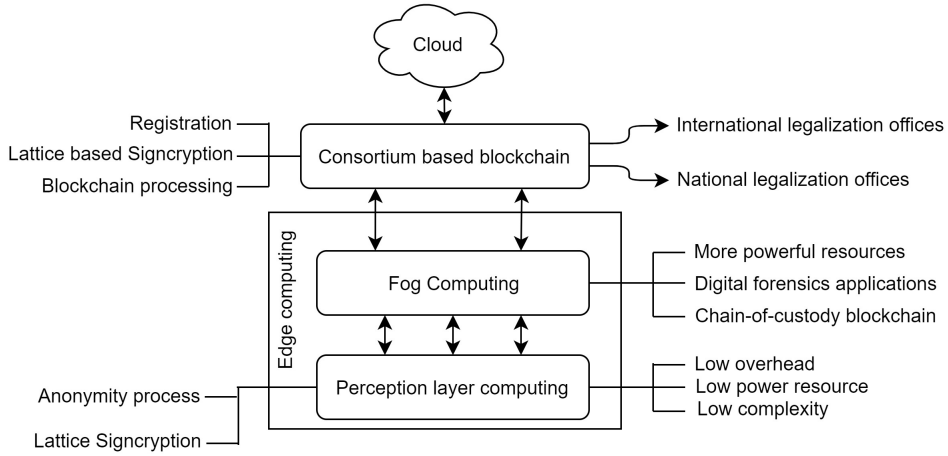 Cloud
Registration
Lattice based Signcryption
Blockchain processing
Consortium based blockchain
International legalization offices
National legalization offices
Edge computing
Fog Computing
More powerful resources
Digital forensics applications
Chain-of-custody blockchain
Perception layer computing
Low overhead
Low power resource
Low complexity
Anonymity process
Lattice Signcryption